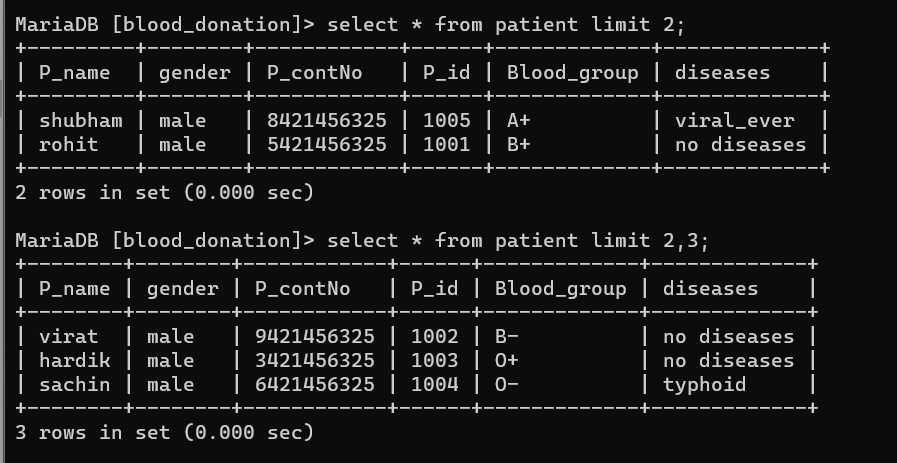 MariaDB [blood_donation]> select * from patient limit 2;
+---------+--------+------------+------+-------------+-------------+
| P_name  | gender | P_contNo   | P_id | Blood_group | diseases    |
+---------+--------+------------+------+-------------+-------------+
| shubham | male   | 8421456325 | 1005 | A+          | viral_ever  |
| rohit   | male   | 5421456325 | 1001 | B+          | no diseases |
+---------+--------+------------+------+-------------+-------------+
2 rows in set (0.000 sec)

MariaDB [blood_donation]> select * from patient limit 2,3;
+--------+--------+------------+------+-------------+-------------+
| P_name | gender | P_contNo   | P_id | Blood_group | diseases    |
+--------+--------+------------+------+-------------+-------------+
| virat  | male   | 9421456325 | 1002 | B-          | no diseases |
| hardik | male   | 3421456325 | 1003 | O+          | no diseases |
| sachin | male   | 6421456325 | 1004 | O-          | typhoid     |
+--------+--------+------------+------+-------------+-------------+
3 rows in set (0.000 sec)